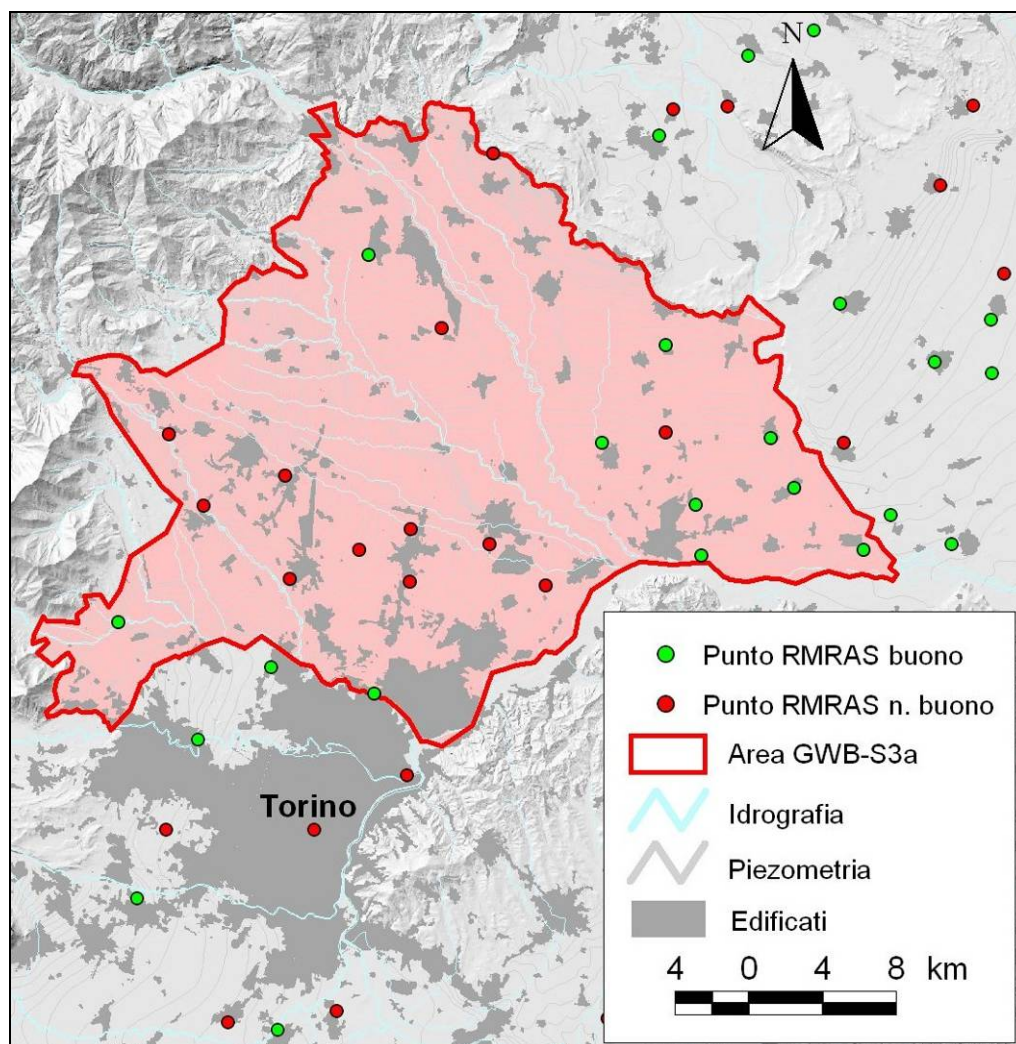 N
Torino
Punto RMRAS buono
Punto RMRAS n. buono
Area GWB-S3a
Idrografia
Piezometria
Edificati
4 0 4 8 km